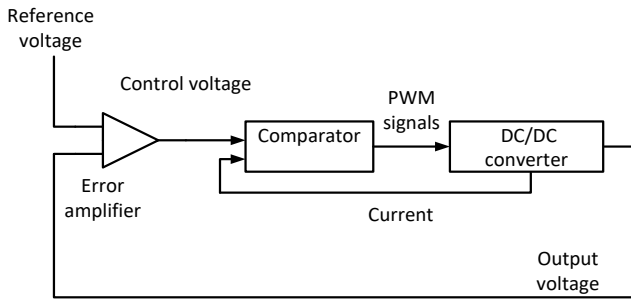 Reference
voltage
Control voltage
PWM
signals
Comparator
DC/DC
converter
Error
amplifier
Current
Output
voltage